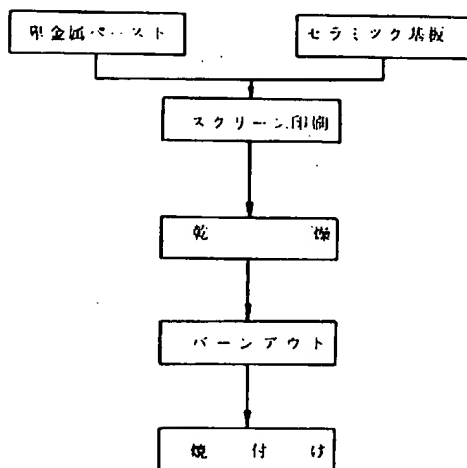 卑金属ペースト
セラミック基板
スクリーン印刷
乾 燥
バーンアウト
焼 付 け